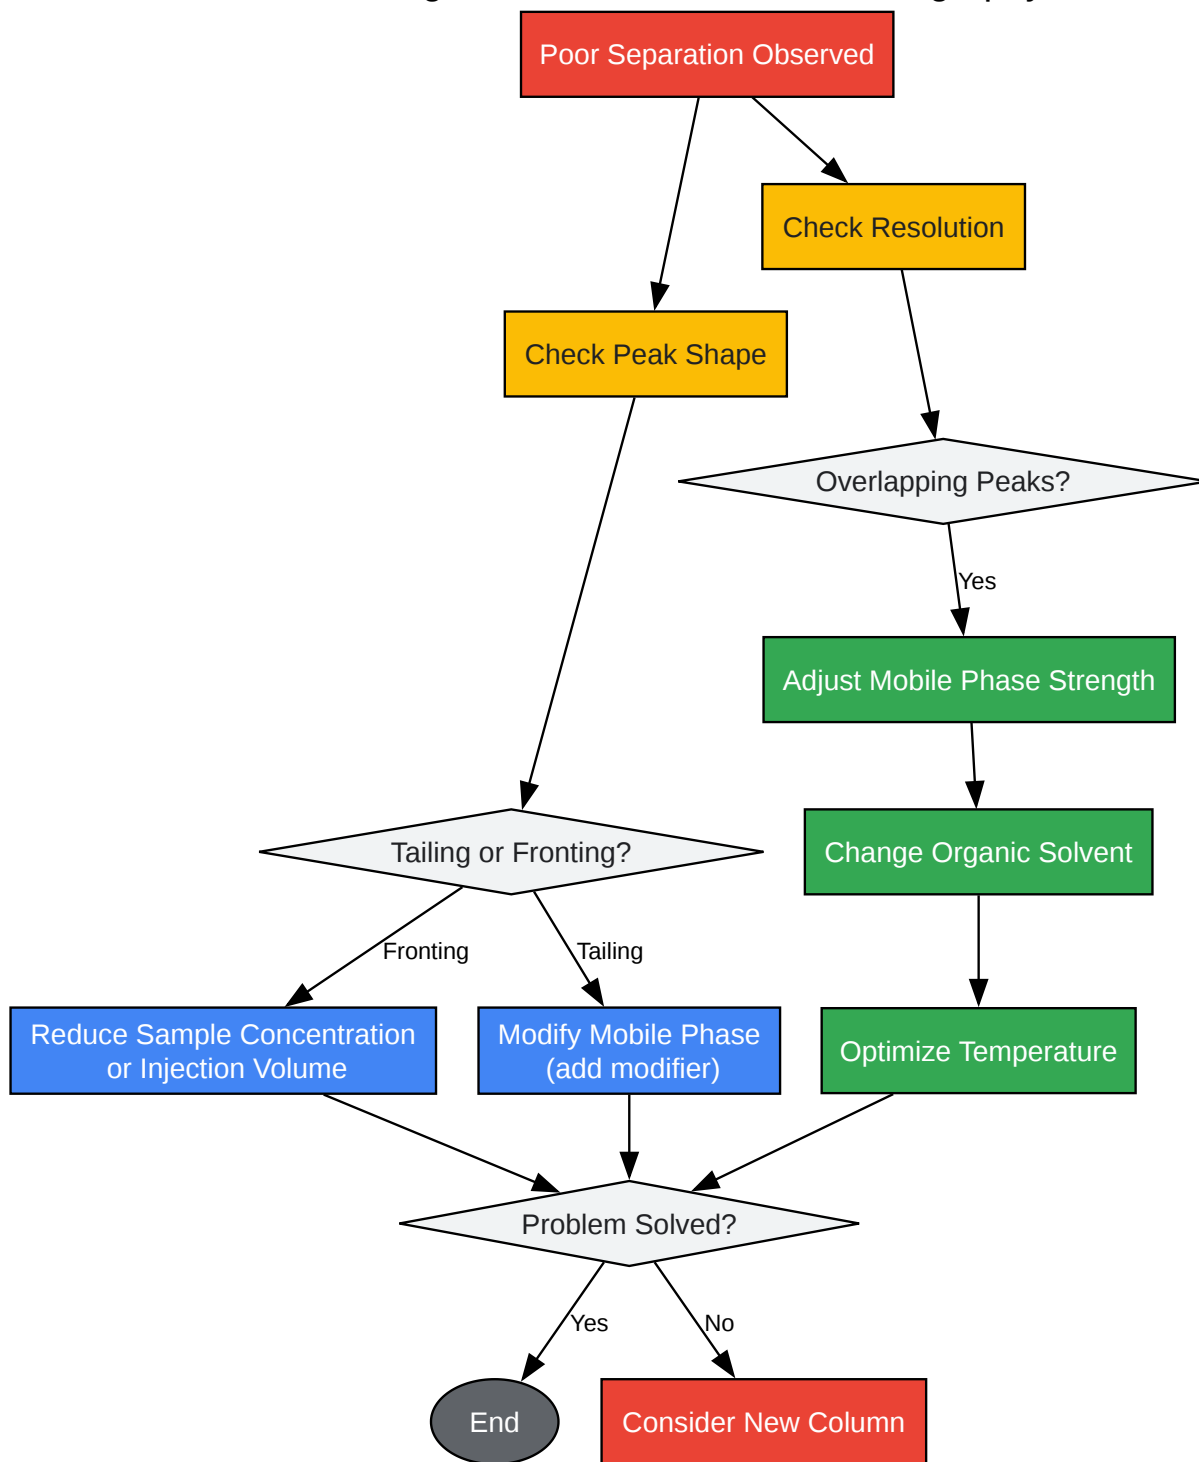 Poor Separation Observed
Check Resolution
Check Peak Shape
Overlapping Peaks?
Yes
Adjust Mobile Phase Strength
Tailing or Fronting?
Change Organic Solvent
Fronting
Tailing
Reduce Sample Concentration
or Injection Volume
Modify Mobile Phase
(add modifier)
Optimize Temperature
Problem Solved?
Yes
No
End
Consider New Column